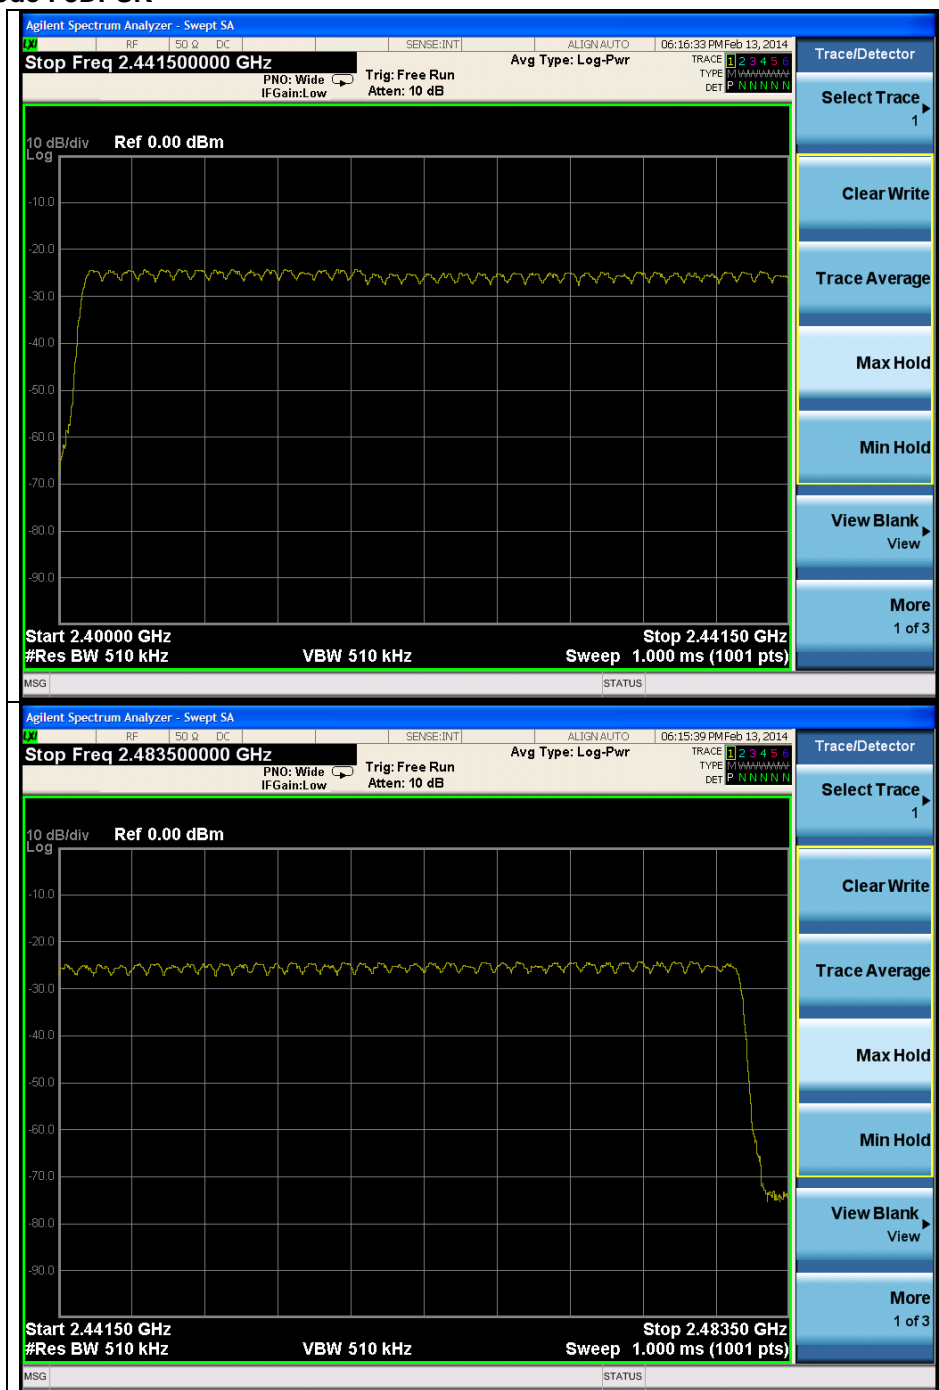 Agilent Spectrum Analyzer - Swept SA
LXI RF 50 Ω DC SENSE:INT ALIGN AUTO 06:16:33 PM Feb 13, 2014
Stop Freq 2.441500000 GHz
PNO: Wide
IFGain:Low
Trig: Free Run
Atten: 10 dB
Avg Type: Log-Pwr
TRACE 1 2 3 4 5 6
TYPE M
DET P N N N N N
10 dB/div
Log
Ref 0.00 dBm
-10.0
-20.0
-30.0
-40.0
-50.0
-60.0
-70.0
-80.0
-90.0
Start 2.40000 GHz Stop 2.44150 GHz
#Res BW 510 kHz VBW 510 kHz Sweep 1.000 ms (1001 pts)
MSG STATUS
Trace/Detector
Select Trace
1
Clear Write
Trace Average
Max Hold
Min Hold
View Blank
View
More
1 of 3
Agilent Spectrum Analyzer - Swept SA
LXI RF 50 Ω DC SENSE:INT ALIGN AUTO 06:15:39 PM Feb 13, 2014
Stop Freq 2.483500000 GHz
PNO: Wide
IFGain:Low
Trig: Free Run
Atten: 10 dB
Avg Type: Log-Pwr
TRACE 1 2 3 4 5 6
TYPE M
DET P N N N N N
10 dB/div
Log
Ref 0.00 dBm
-10.0
-20.0
-30.0
-40.0
-50.0
-60.0
-70.0
-80.0
-90.0
Start 2.44150 GHz Stop 2.48350 GHz
#Res BW 510 kHz VBW 510 kHz Sweep 1.000 ms (1001 pts)
MSG STATUS
Trace/Detector
Select Trace
1
Clear Write
Trace Average
Max Hold
Min Hold
View Blank
View
More
1 of 3